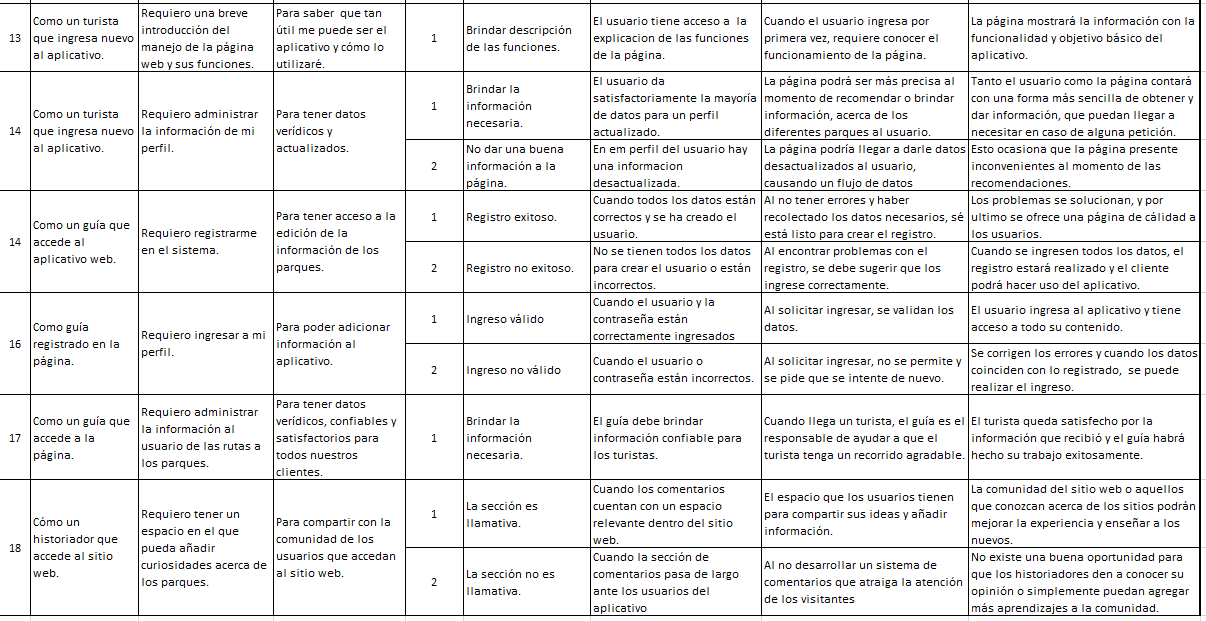 13
Como un turista
que ingresa nuevo
al aplicativo.
Requiero una breve
introducción del
manejo de la página
web y sus funciones.
Para saber que tan
útil me puede ser el
aplicativo y cómo lo
utilizaré.
1
Brindar descripción
de las funciones.
El usuario tiene acceso a la
explicacion de las funciones
de la página.
Cuando el usuario ingresa por
primera vez, requiere conocer el
funcionamiento de la página.
La página mostrará la información con la
funcionalidad y objetivo básico del
aplicativo.
14
Como un turista
que ingresa nuevo
al aplicativo.
Requiero administrar
la información de mi
perfil.
Para tener datos
verídicos y
actualizados.
1
Brindar la
información
necesaria.
El usuario da
satisfactoriamente la mayoría
de datos para un perfil
actualizado.
La página podrá ser más precisa al
momento de recomendar o brindar
información, acerca de los
diferentes parques al usuario.
Tanto el usuario como la página contará
con una forma más sencilla de obtener y
dar información, que puedan llegar a
necesitar en caso de alguna petición.
2
No dar una buena
información a la
página.
En em perfil del usuario hay
una informacion
desactualizada.
La página podría llegar a darle datos
desactualizados al usuario,
causando un flujo de datos
Esto ocasiona que la página presente
inconvenientes al momento de las
recomendaciones.
14
Como un guía que
accede al
aplicativo web.
Requiero registrarme
en el sistema.
Para tener acceso a la
edición de la
información de los
parques.
1
Registro exitoso.
Cuando todos los datos están
correctos y se ha creado el
usuario.
Al no tener errores y haber
recolectado los datos necesarios, sé
está listo para crear el registro.
Los problemas se solucionan, y por
ultimo se ofrece una página de cálidad a
los usuarios.
2
Registro no exitoso.
No se tienen todos los datos
para crear el usuario o están
incorrectos.
Al encontrar problemas con el
registro, se debe sugerir que los
ingrese correctamente.
Cuando se ingresen todos los datos, el
registro estará realizado y el cliente
podrá hacer uso del aplicativo.
16
Como guía
registrado en la
página.
Requiero ingresar a mi
perfil.
Para poder adicionar
información al
aplicativo.
1
Ingreso válido
Cuando el usuario y la
contraseña están
correctamente ingresados
Al solicitar ingresar, se validan los
datos.
El usuario ingresa al aplicativo y tiene
acceso a todo su contenido.
2
Ingreso no válido
Cuando el usuario o
contraseña están incorrectos.
Al solicitar ingresar, no se permite y
se pide que se intente de nuevo.
Se corrigen los errores y cuando los datos
coinciden con lo registrado, se puede
realizar el ingreso.
17
Como un guía que
accede a la
página.
Requiero administrar
la información al
usuario de las rutas a
los parques.
Para tener datos
verídicos, confiables y
satisfactorios para
todos nuestros
clientes.
1
Brindar la
información
necesaria.
El guía debe brindar
información confiable para
los turistas.
Cuando llega un turista, el guía es el
responsable de ayudar a que el
turista tenga un recorrido agradable.
El turista queda satisfecho por la
información que recibió y el guía habrá
hecho su trabajo exitosamente.
18
Cómo un
historiador que
accede al sitio
web.
Requiero tener un
espacio en el que
pueda añadir
curiosidades acerca de
los parques.
Para compartir con la
comunidad de los
usuarios que accedan
al sitio web.
1
La sección es
llamativa.
Cuando los comentarios
cuentan con un espacio
relevante dentro del sitio
web.
El espacio que los usuarios tienen
para compartir sus ideas y añadir
información.
La comunidad del sitio web o aquellos
que conozcan acerca de los sitios podrán
mejorar la experiencia y enseñar a los
nuevos.
2
La sección no es
llamativa.
Cuando la sección de
comentarios pasa de largo
ante los usuarios del
aplicativo
Al no desarrollar un sistema de
comentarios que atraiga la atención
de los visitantes
No existe una buena oportunidad para
que los historiadores den a conocer su
opinión o simplemente puedan agregar
más aprendizajes a la comunidad.